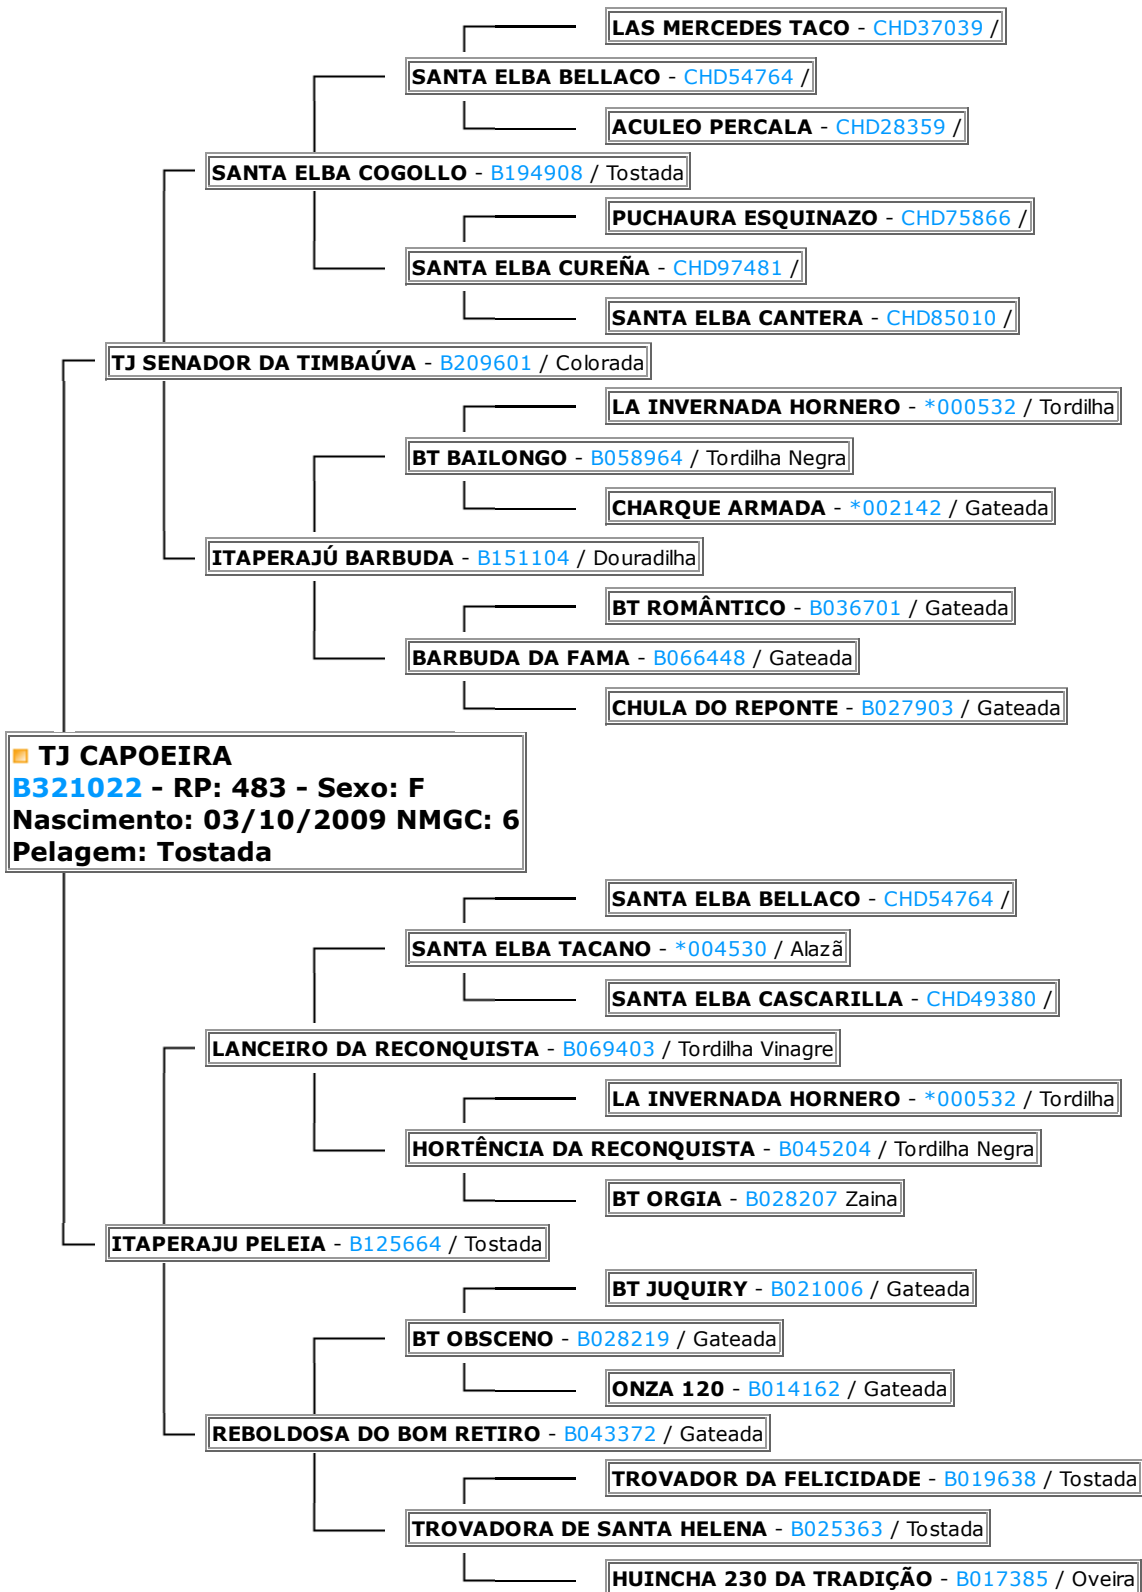 LAS MERCEDES TACO - CHD37039 /
SANTA ELBA BELLACO - CHD54764 /
ACULEO PERCALA - CHD28359 /
SANTA ELBA COGOLLO - B194908 / Tostada
PUCHAURA ESQUINAZO - CHD75866 /
SANTA ELBA CUREÑA - CHD97481 /
SANTA ELBA CANTERA - CHD85010 /
TJ SENADOR DA TIMBAÚVA - B209601 / Colorada
LA INVERNADA HORNERO - *000532 / Tordilha
BT BAILONGO - B058964 / Tordilha Negra
CHARQUE ARMADA - *002142 / Gateada
ITAPERAJÚ BARBUDA - B151104 / Douradilha
BT ROMÂNTICO - B036701 / Gateada
BARBUDA DA FAMA - B066448 / Gateada
CHULA DO REPONTE - B027903 / Gateada
TJ CAPOEIRA
B321022 - RP: 483 - Sexo: F
Nascimento: 03/10/2009 NMGC: 6
Pelagem: Tostada
SANTA ELBA BELLACO - CHD54764 /
SANTA ELBA TACANO - *004530 / Alazã
SANTA ELBA CASCARILLA - CHD49380 /
LANCEIRO DA RECONQUISTA - B069403 / Tordilha Vinagre
LA INVERNADA HORNERO - *000532 / Tordilha
HORTÊNCIA DA RECONQUISTA - B045204 / Tordilha Negra
BT ORGIA - B028207 Zaina
ITAPERAJU PELEIA - B125664 / Tostada
BT JUQUIRY - B021006 / Gateada
BT OBSCENO - B028219 / Gateada
ONZA 120 - B014162 / Gateada
REBOLDOSA DO BOM RETIRO - B043372 / Gateada
TROVADOR DA FELICIDADE - B019638 / Tostada
TROVADORA DE SANTA HELENA - B025363 / Tostada
HUINCHA 230 DA TRADIÇÃO - B017385 / Oveira